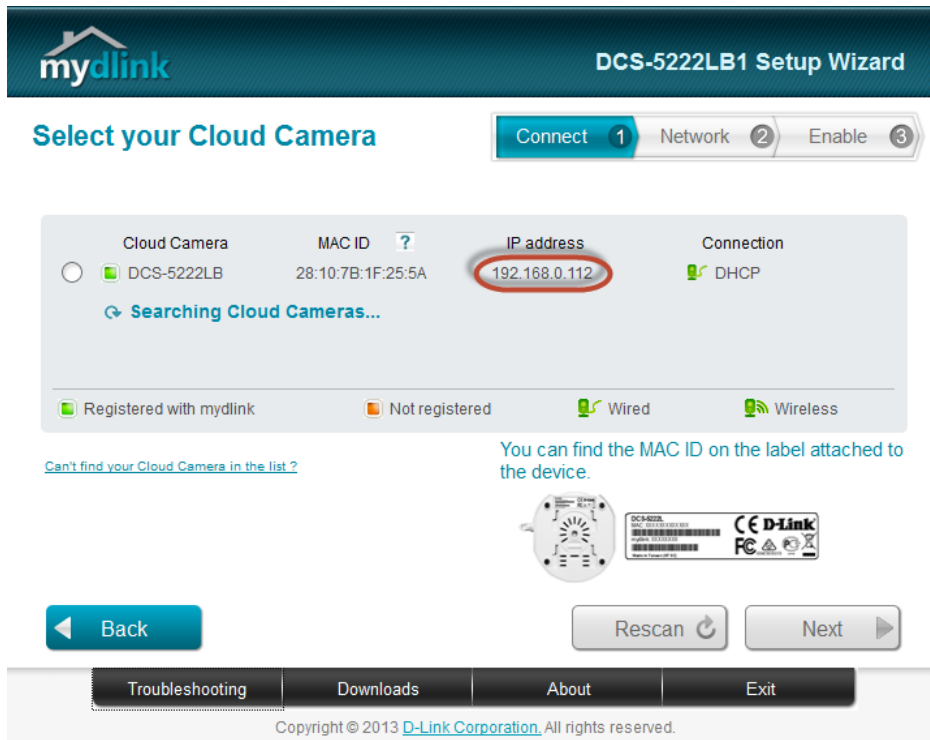 mydlink
DCS-5222LB1 Setup Wizard
Select your Cloud Camera
Connect 1 Network 2 Enable 3
Cloud Camera MAC ID ? IP address Connection
DCS-5222LB 28:10:7B:1F:25:5A 192.168.0.112 DHCP
Searching Cloud Cameras...
Registered with mydlink Not registered Wired Wireless
Can't find your Cloud Camera in the list ?
You can find the MAC ID on the label attached to
the device.
DCS-5222L
CE D-Link
FC
Back Rescan Next
Troubleshooting Downloads About Exit
Copyright © 2013 D-Link Corporation. All rights reserved.